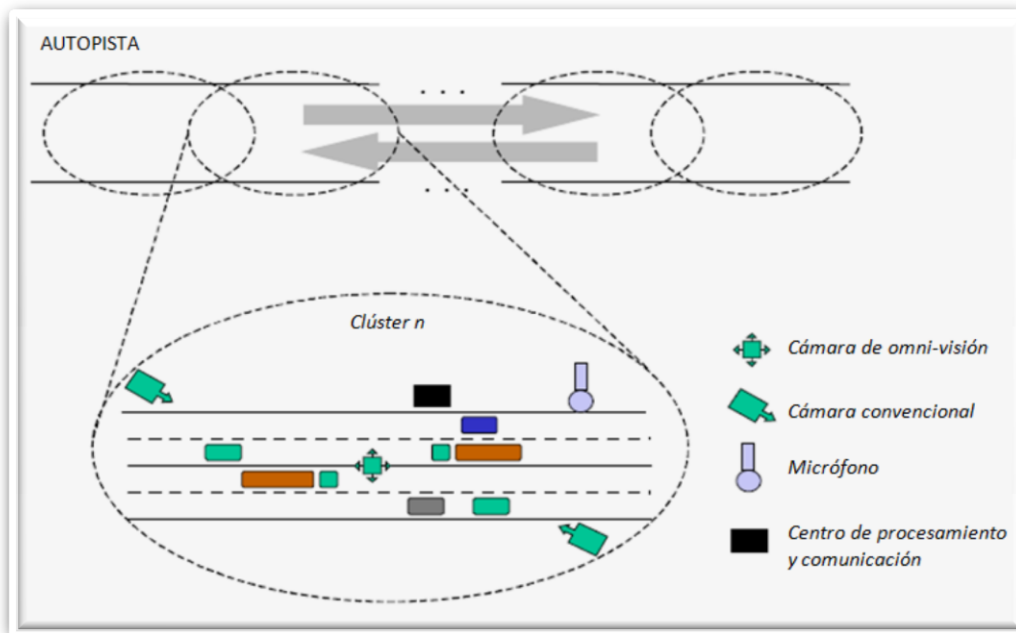 AUTOPISTA
. . .
. . .
Clúster n
Cámara de omni-visión
Cámara convencional
Micrófono
Centro de procesamiento
y comunicación